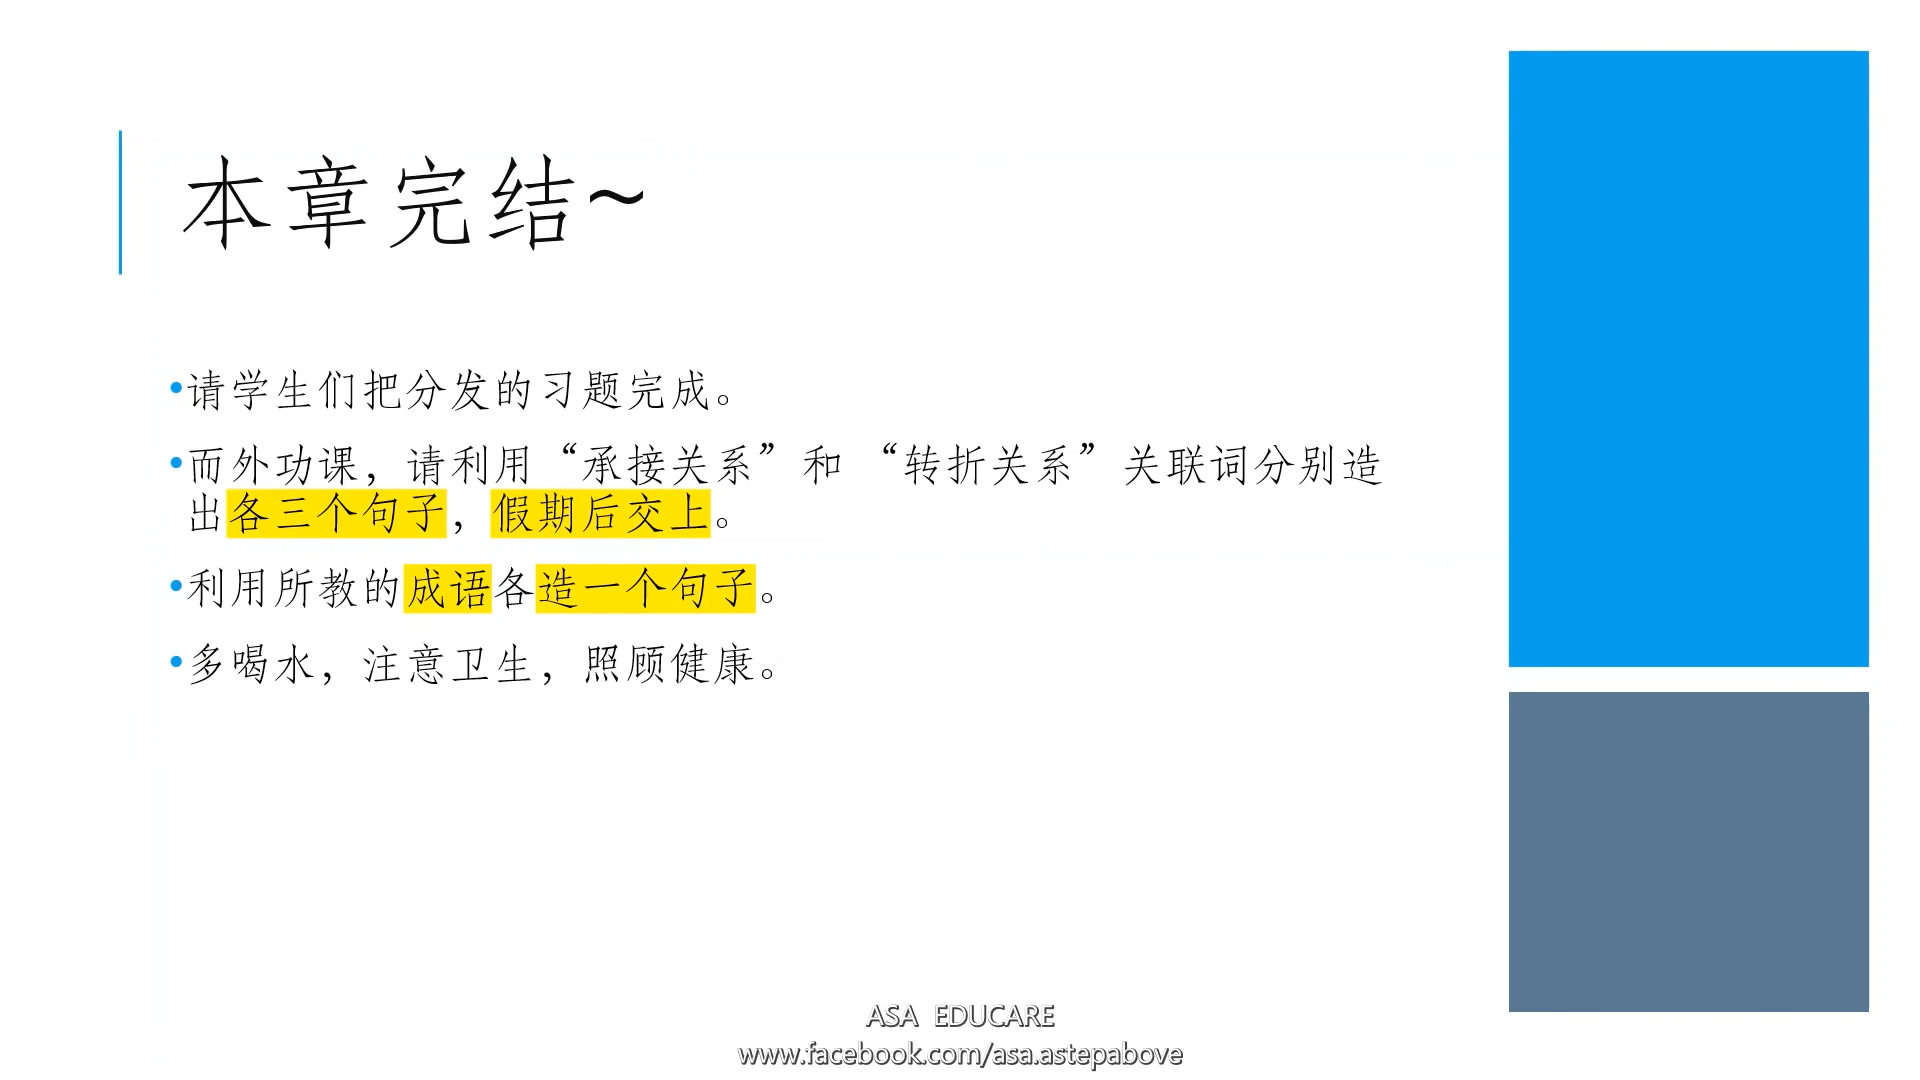 本章完结~
•请学生们把分发的习题完成。
•而外功课，请利用“承接关系”和 “转折关系”关联词分别造
出各三个句子，假期后交上。
•利用所教的成语各造一个句子。
•多喝水，注意卫生，照顾健康。
ASA EDUCARE
www.facebook.com/asa.astepabove